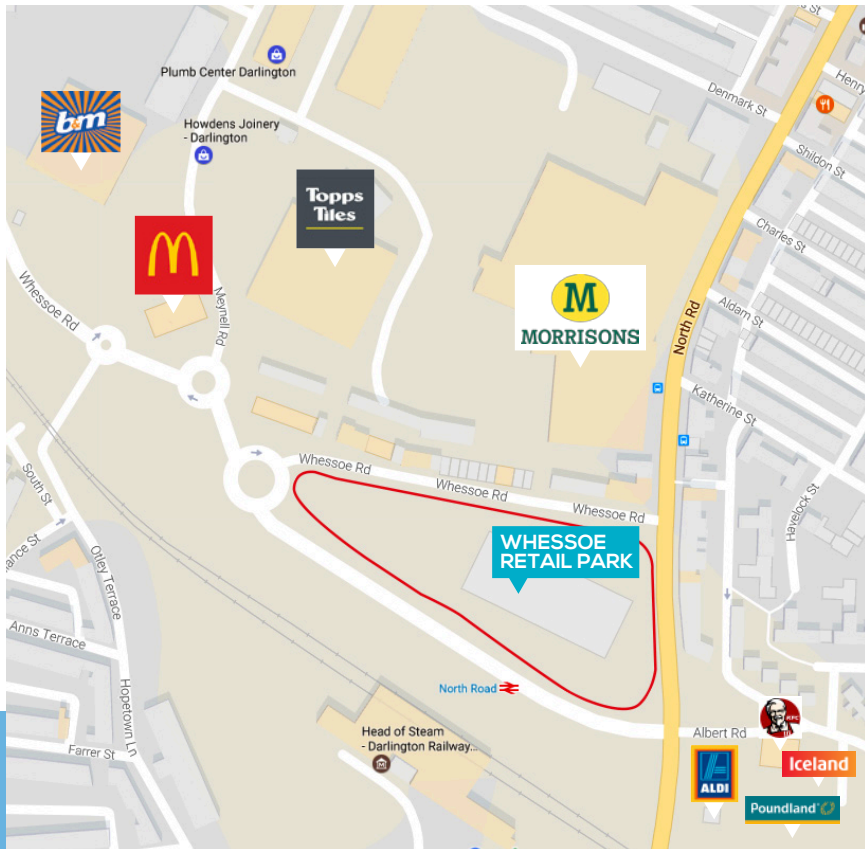 Plumb Center Darlington
b&m
Howdens Joinery
- Darlington
Topps
Tiles
M
MORRISONS
Denmark St
Henry
Shildon St
Charles St
Aldam St
Katherine St
North Rd
Havelock St
Whessoe Rd
Meynell Rd
Whessoe Rd
Whessoe Rd
Whessoe Rd
WHESSOE
RETAIL PARK
South St
ance St
Otley Terrace
Anns Terrace
Hopetown Ln
Farrer St
North Road
Head of Steam
- Darlington Railway...
Albert Rd
KFC
Iceland
ALDI
Poundland